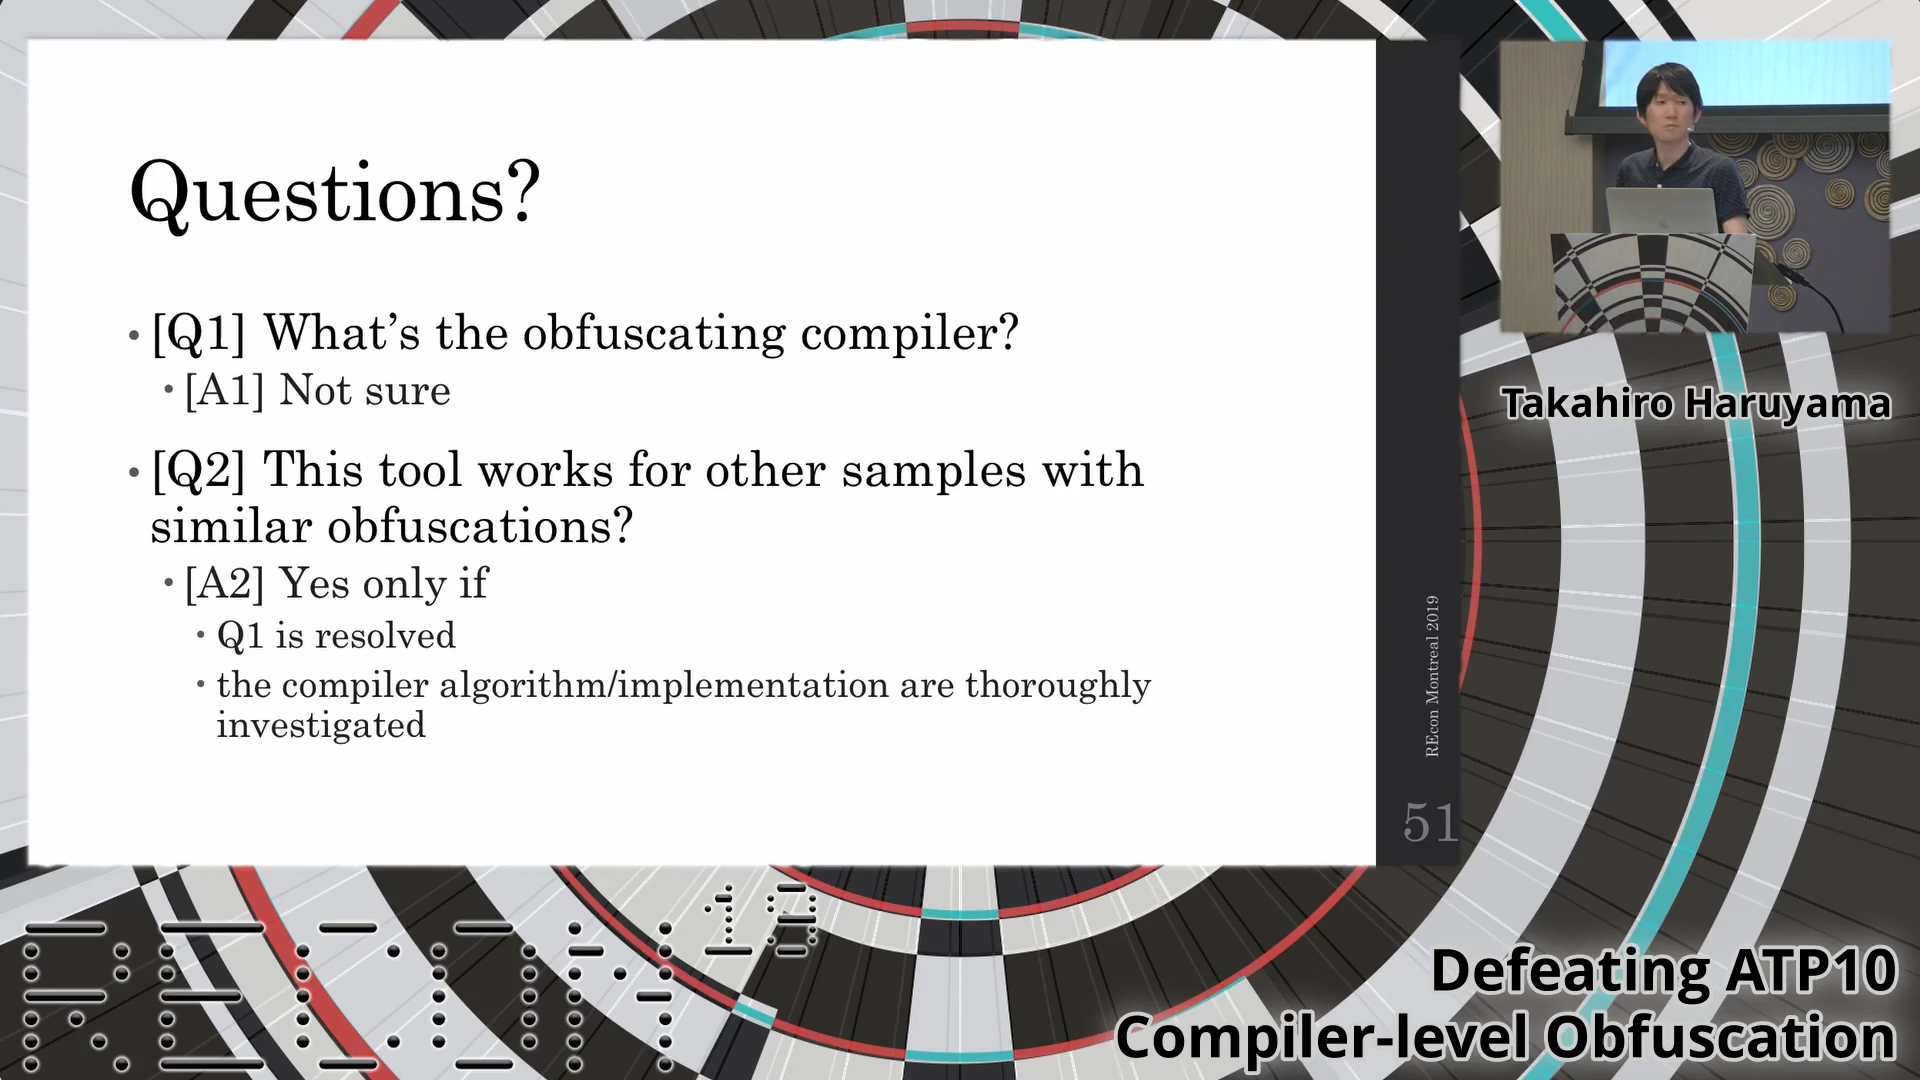 Questions?
• [Q1] What’s the obfuscating compiler?
• [A1] Not sure
• [Q2] This tool works for other samples with
similar obfuscations?
• [A2] Yes only if
• Q1 is resolved
• the compiler algorithm/implementation are thoroughly
investigated
REcon Montreal 2019
51
Takahiro Haruyama
RECON 19
Defeating ATP10
Compiler-level Obfuscation